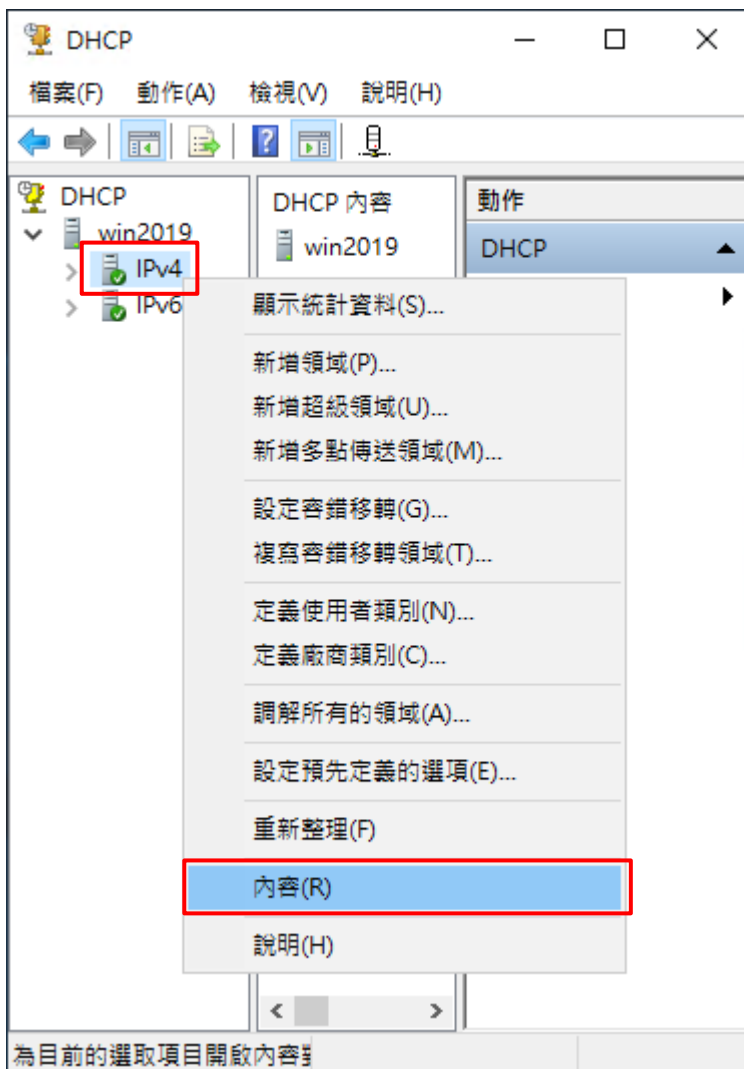 DHCP
檔案(F) 動作(A) 檢視(V) 說明(H)
DHCP
win2019
IPv4
IPv6
DHCP 內容
win2019
動作
DHCP
顯示統計資料(S)...
新增領域(P)...
新增超級領域(U)...
新增多點傳送領域(M)...
設定容錯移轉(G)...
複寫容錯移轉領域(T)...
定義使用者類別(N)...
定義廠商類別(C)...
調解所有的領域(A)...
設定預先定義的選項(E)...
重新整理(F)
內容(R)
說明(H)
為目前的選取項目開啟內容